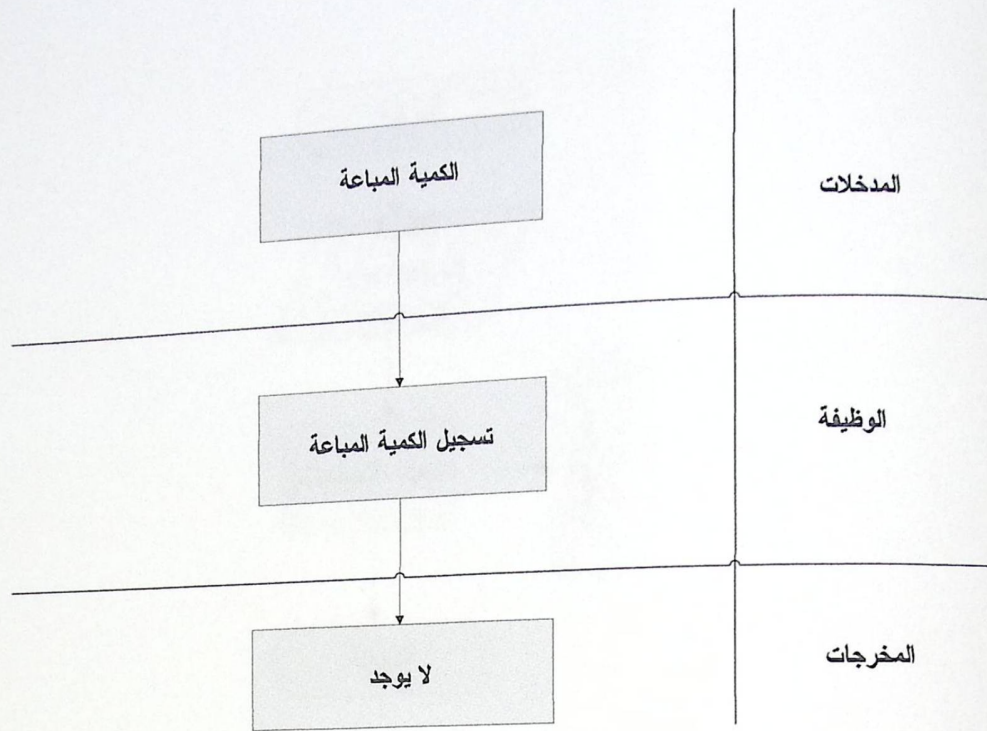 المدخلات
الكمية المباعة
الوظيفة
تسجيل الكمية المباعة
المخرجات
لا يوجد